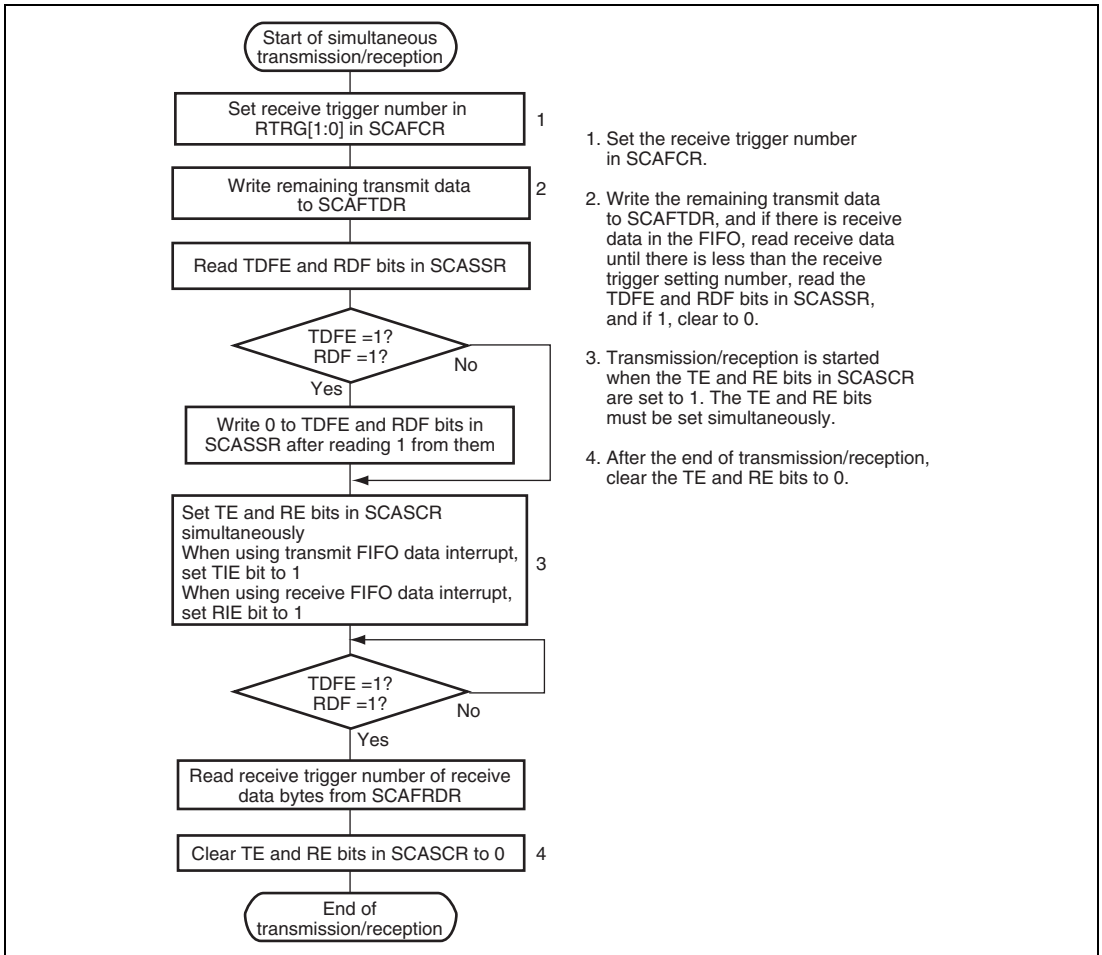 Start of simultaneous
transmission/reception
Set receive trigger number in
RTRG[1:0] in SCAFCR
1
Write remaining transmit data
to SCAFTDR
2
Read TDFE and RDF bits in SCASSR
TDFE =1?
RDF =1?
No
Yes
Write 0 to TDFE and RDF bits in
SCASSR after reading 1 from them
Set TE and RE bits in SCASCR
simultaneously
When using transmit FIFO data interrupt,
set TIE bit to 1
When using receive FIFO data interrupt,
set RIE bit to 1
3
TDFE =1?
RDF =1?
No
Yes
Read receive trigger number of receive
data bytes from SCAFRDR
Clear TE and RE bits in SCASCR to 0
4
End of
transmission/reception
1. Set the receive trigger number
in SCAFCR.
2. Write the remaining transmit data
to SCAFTDR, and if there is receive
data in the FIFO, read receive data
until there is less than the receive
trigger setting number, read the
TDFE and RDF bits in SCASSR,
and if 1, clear to 0.
3. Transmission/reception is started
when the TE and RE bits in SCASCR
are set to 1. The TE and RE bits
must be set simultaneously.
4. After the end of transmission/reception,
clear the TE and RE bits to 0.